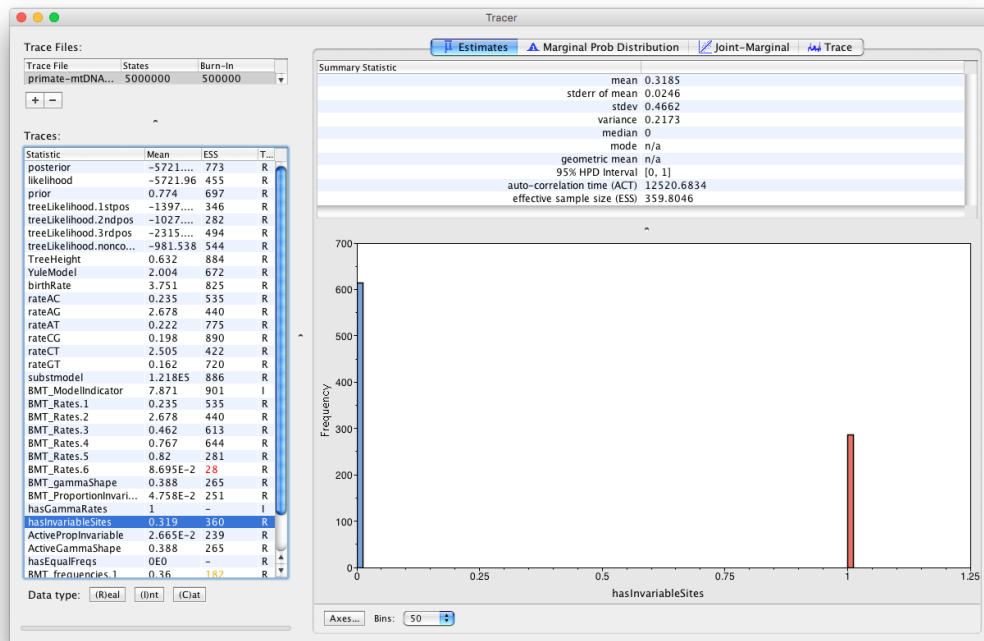 Tracer
Trace Files:
Trace File States Burn-In
primate-mtDNA... 5000000 500000
+ −
Traces:
Statistic Mean ESS T...
posterior -5721.... 773 R
likelihood -5721.96 455 R
prior 0.774 697 R
treeLikelihood.1stpos -1397.... 346 R
treeLikelihood.2ndpos -1027.... 282 R
treeLikelihood.3rdpos -2315.... 494 R
treeLikelihood.nonco... -981.538 544 R
TreeHeight 0.632 884 R
YuleModel 2.004 672 R
birthRate 3.751 825 R
rateAC 0.235 535 R
rateAG 2.678 440 R
rateAT 0.222 775 R
rateCG 0.198 890 R
rateCT 2.505 422 R
rateGT 0.162 720 R
substmodel 1.218E5 886 R
BMT_ModelIndicator 7.871 901 I
BMT_Rates.1 0.235 535 R
BMT_Rates.2 2.678 440 R
BMT_Rates.3 0.462 613 R
BMT_Rates.4 0.767 644 R
BMT_Rates.5 0.82 281 R
BMT_Rates.6 8.695E-2 28 R
BMT_gammaShape 0.388 265 R
BMT_ProportionInvari... 4.758E-2 251 R
hasGammaRates 1 - I
hasInvariableSites 0.319 360 R
ActivePropInvariable 2.665E-2 239 R
ActiveGammaShape 0.388 265 R
hasEqualFreqs 0E0 - R
BMT_frequencies.1 0.36 182 R
Data type: (R)eal (I)nt (C)at
Estimates Marginal Prob Distribution Joint-Marginal Trace
Summary Statistic
mean 0.3185
stderr of mean 0.0246
stdev 0.4662
variance 0.2173
median 0
mode n/a
geometric mean n/a
95% HPD Interval [0, 1]
auto-correlation time (ACT) 12520.6834
effective sample size (ESS) 359.8046
700
600
500
400
300
200
100
0
Frequency
0 0.25 0.5 0.75 1 1.25
hasInvariableSites
Axes... Bins: 50